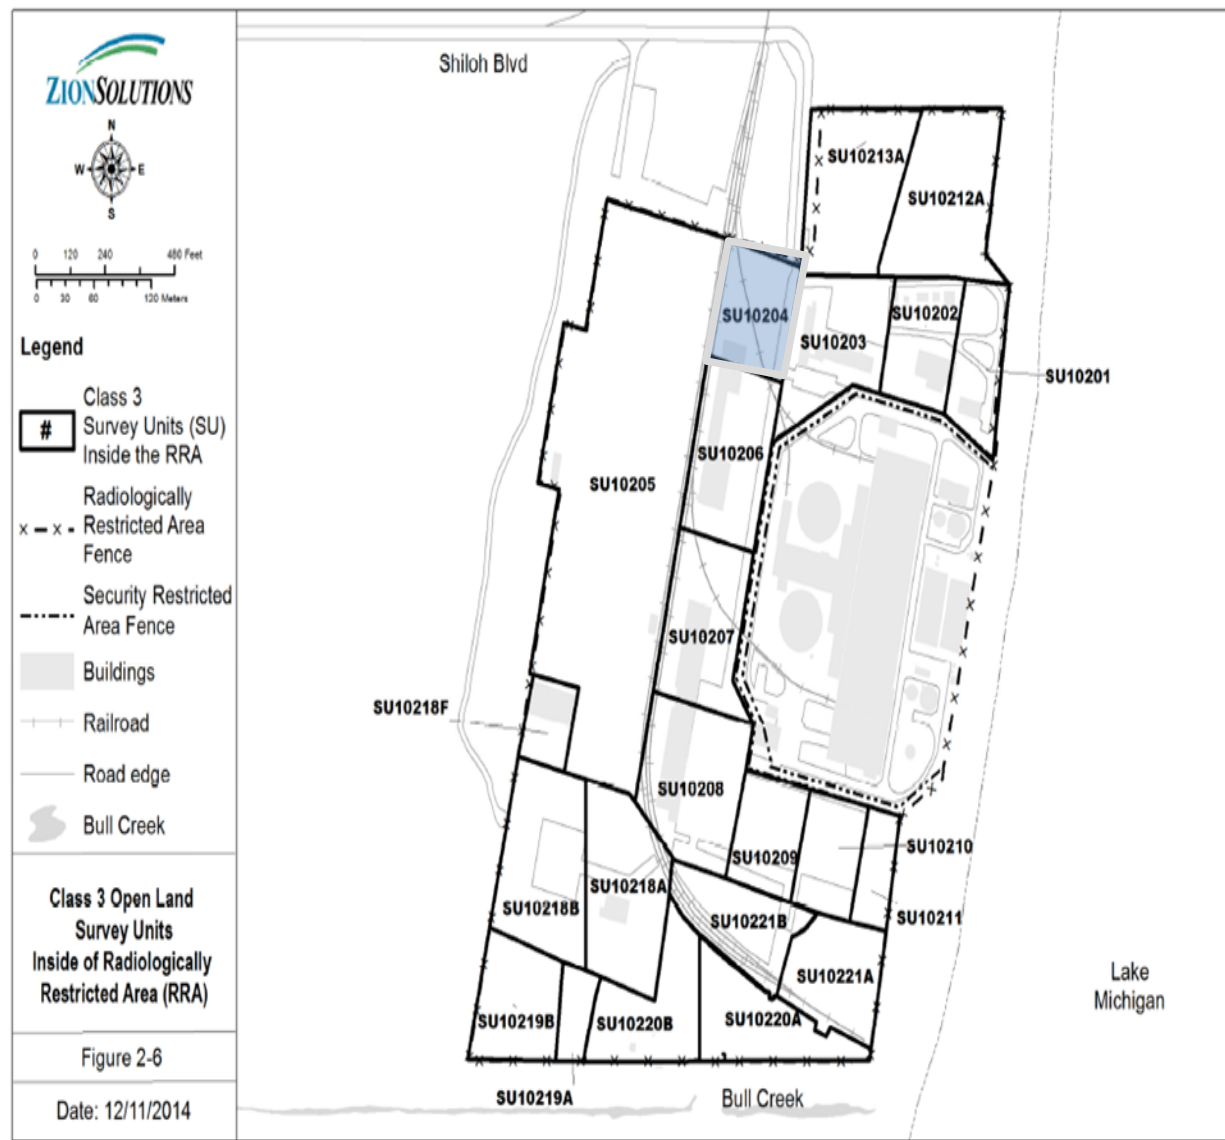 ZIONSOLUTIONS
N
W E
S
0 120 240 480 Feet
0 30 60 120 Meters
Legend
#
Class 3
Survey Units (SU)
Inside the RRA
Radiologically
Restricted Area
Fence
Security Restricted
Area Fence
Buildings
Railroad
Road edge
Bull Creek
Class 3 Open Land
Survey Units
Inside of Radiologically
Restricted Area (RRA)
Figure 2-6
Date: 12/11/2014
Shiloh Blvd
SU10213A
SU10212A
SU10204
SU10202
SU10203
SU10201
SU10206
SU10205
SU10207
SU10218F
SU10208
SU10210
SU10209
SU10218A
SU10218B
SU10211
SU10221B
SU10221A
Lake
Michigan
SU10219B
SU10220B
SU10220A
SU10219A
Bull Creek